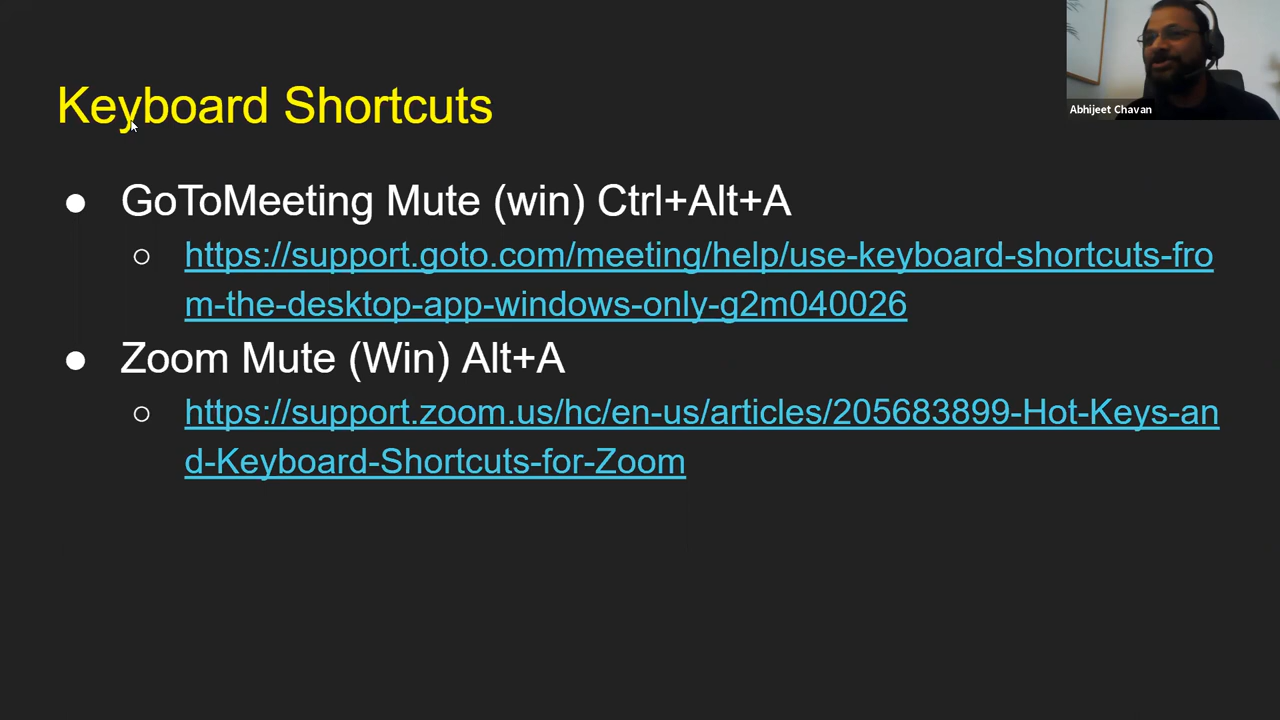 Abhijeet Chavan
Keyboard Shortcuts
● GoToMeeting Mute (win) Ctrl+Alt+A
○ https://support.goto.com/meeting/help/use-keyboard-shortcuts-fro
m-the-desktop-app-windows-only-g2m040026
● Zoom Mute (Win) Alt+A
○ https://support.zoom.us/hc/en-us/articles/205683899-Hot-Keys-an
d-Keyboard-Shortcuts-for-Zoom